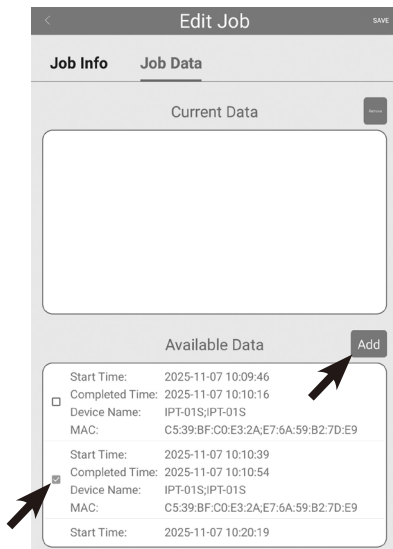 Edit Job
SAVE
Job Info Job Data
Current Data
Remove
Available Data
Add
Start Time: 2025-11-07 10:09:46
Completed Time: 2025-11-07 10:10:16
Device Name: IPT-01S;IPT-01S
MAC: C5:39:BF:C0:E3:2A;E7:6A:59:B2:7D:E9
Start Time: 2025-11-07 10:10:39
Completed Time: 2025-11-07 10:10:54
Device Name: IPT-01S;IPT-01S
MAC: C5:39:BF:C0:E3:2A;E7:6A:59:B2:7D:E9
Start Time: 2025-11-07 10:20:19